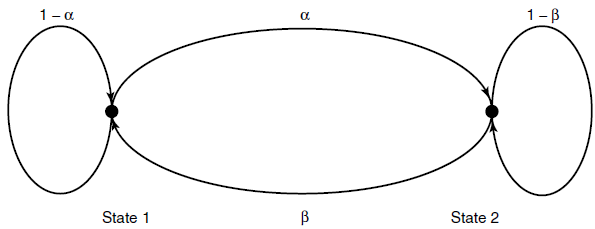 1 – α α 1 – β
State 1 β State 2